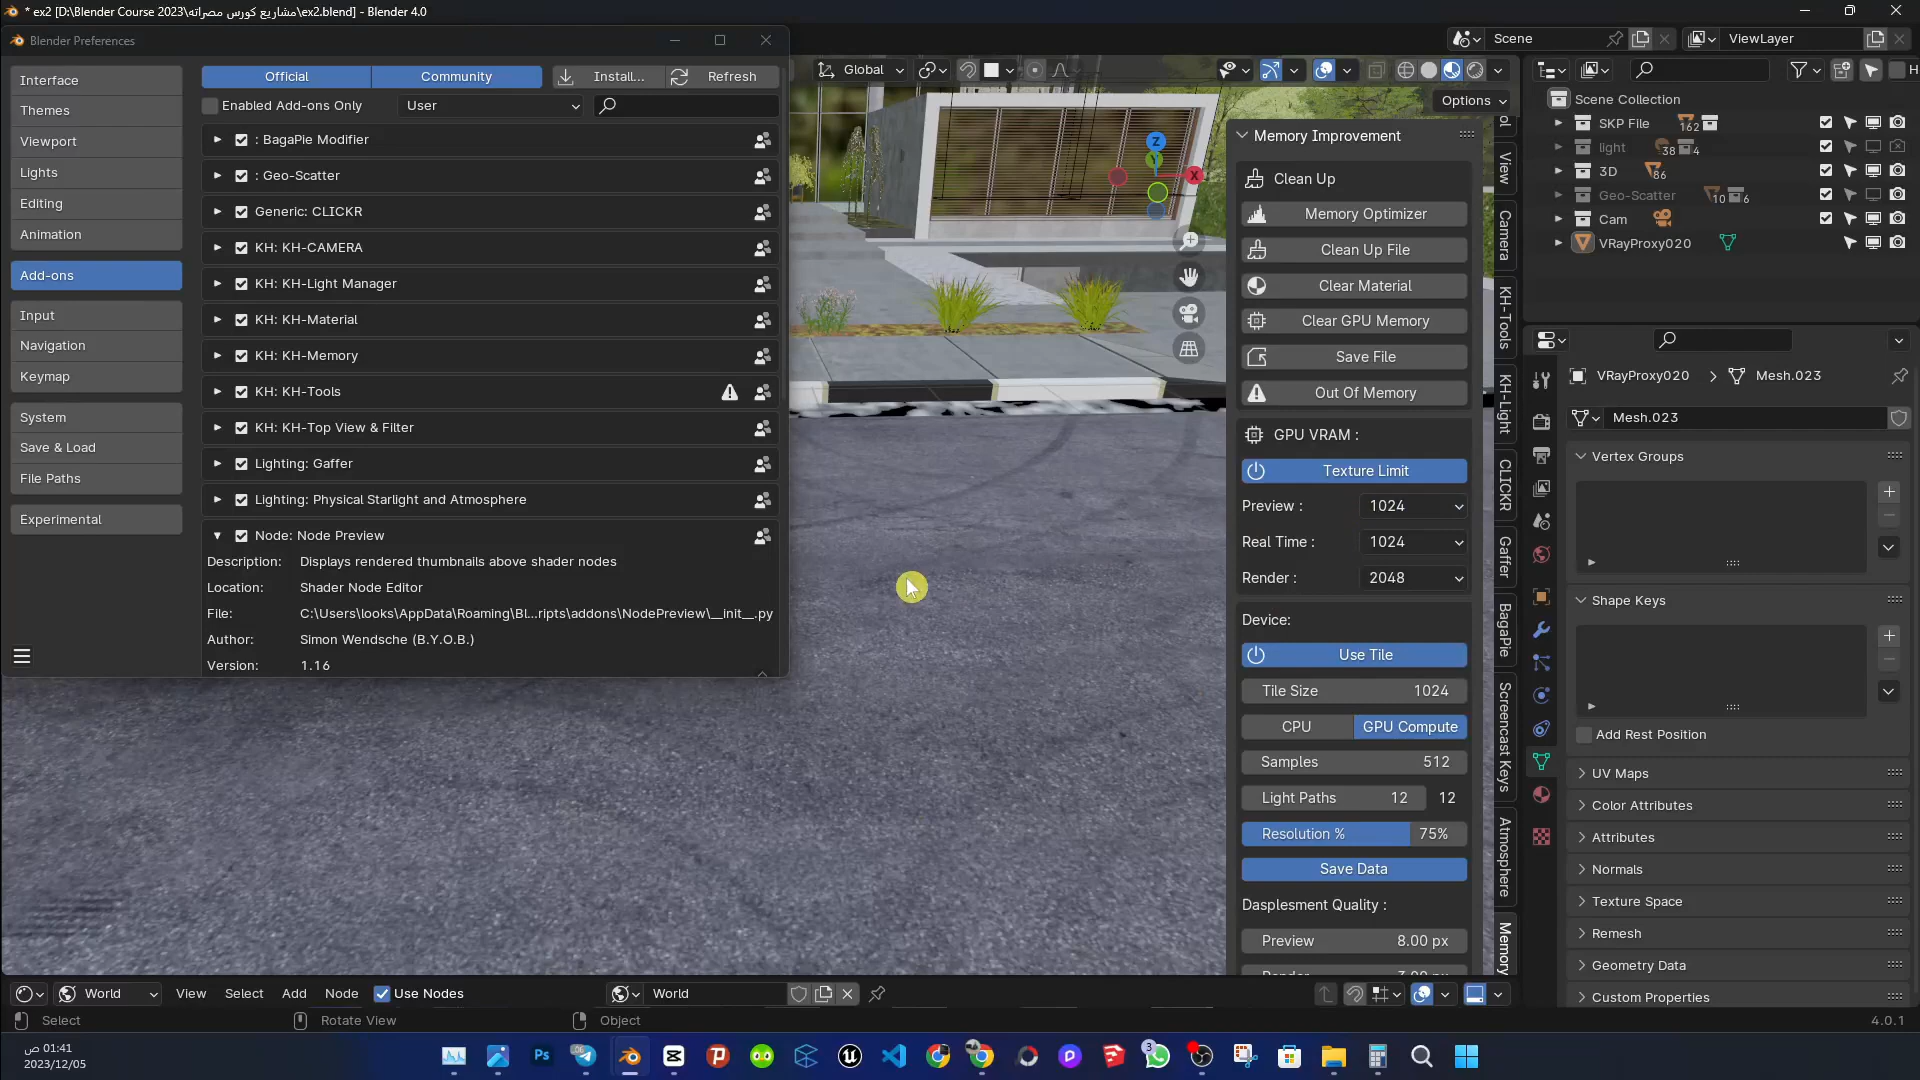 * ex2 [D:\Blender Course 2023\مشاريع كورس مصراته\ex2.blend] - Blender 4.0
Blender Preferences
Interface
Themes
Viewport
Lights
Editing
Animation
Add-ons
Input
Navigation
Keymap
System
Save & Load
File Paths
Experimental
Official
Community
Install...
Refresh
Enabled Add-ons Only
User
: BagaPie Modifier
: Geo-Scatter
Generic: CLICKR
KH: KH-CAMERA
KH: KH-Light Manager
KH: KH-Material
KH: KH-Memory
KH: KH-Tools
KH: KH-Top View & Filter
Lighting: Gaffer
Lighting: Physical Starlight and Atmosphere
Node: Node Preview
Description: Displays rendered thumbnails above shader nodes
Location: Shader Node Editor
File: C:\Users\looks\AppData\Roaming\Bl...ripts\addons\NodePreview\__init__.py
Author: Simon Wendsche (B.Y.O.B.)
Version: 1.16
Global
Options
Z
Y
X
Memory Improvement
Clean Up
Memory Optimizer
Clean Up File
Clear Material
Clear GPU Memory
Save File
Out Of Memory
GPU VRAM :
Texture Limit
Preview : 1024
Real Time : 1024
Render : 2048
Device:
Use Tile
Tile Size 1024
CPU GPU Compute
Samples 512
Light Paths 12 12
Resolution % 75%
Save Data
Dasplesment Quality :
Preview 8.00 px
View
Camera
KH-Tools
KH-Light
CLICKR
Gaffer
BagaPie
Screencast Keys
Atmosphere
Memory
Scene
ViewLayer
Scene Collection
SKP File 162
light 38 4
3D 86
Geo-Scatter 10 6
Cam
VRayProxy020
VRayProxy020 Mesh.023
Mesh.023
Vertex Groups
Shape Keys
Add Rest Position
UV Maps
Color Attributes
Attributes
Normals
Texture Space
Remesh
Geometry Data
Custom Properties
World
View
Select
Add
Node
Use Nodes
World
Select
Rotate View
Object
4.0.1
01:41 ص
2023/12/05
Ps
3